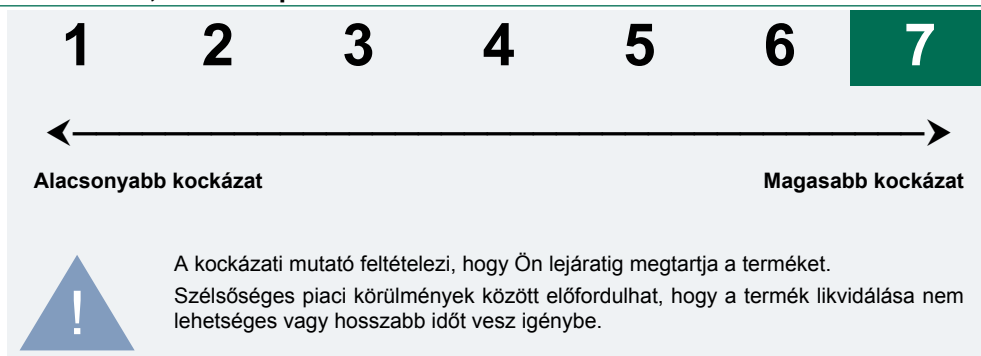 1 2 3 4 5 6 7
Alacsonyabb kockázat Magasabb kockázat
A kockázati mutató feltételezi, hogy Ön lejáratig megtartja a terméket.
Szélsőséges piaci körülmények között előfordulhat, hogy a termék likvidálása nem
lehetséges vagy hosszabb időt vesz igénybe.
!